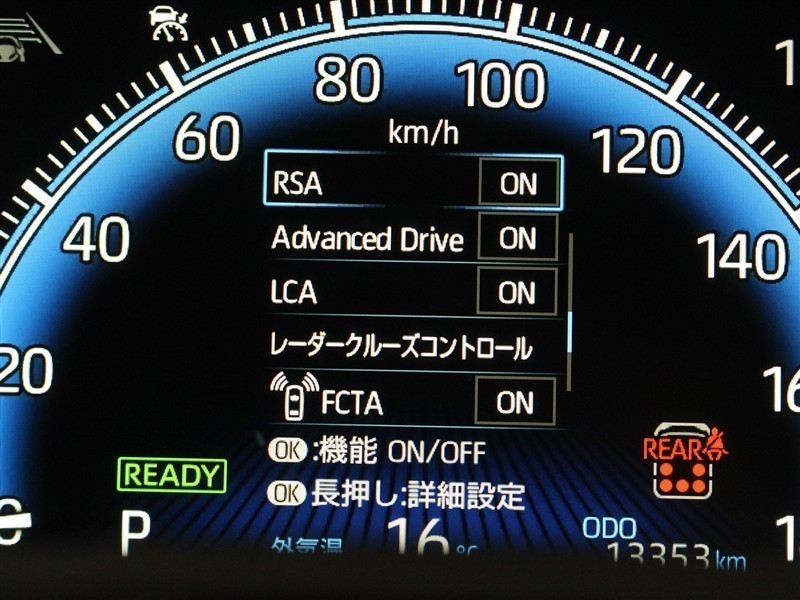 80 100
km/h
60 120
RSA ON
Advanced Drive ON
40 140
LCA ON
レーダークルーズコントロール
20
FCTA ON
OK:機能 ON/OFF
REAR
READY
OK長押し:詳細設定
P
外気温 16℃
ODO
13353km